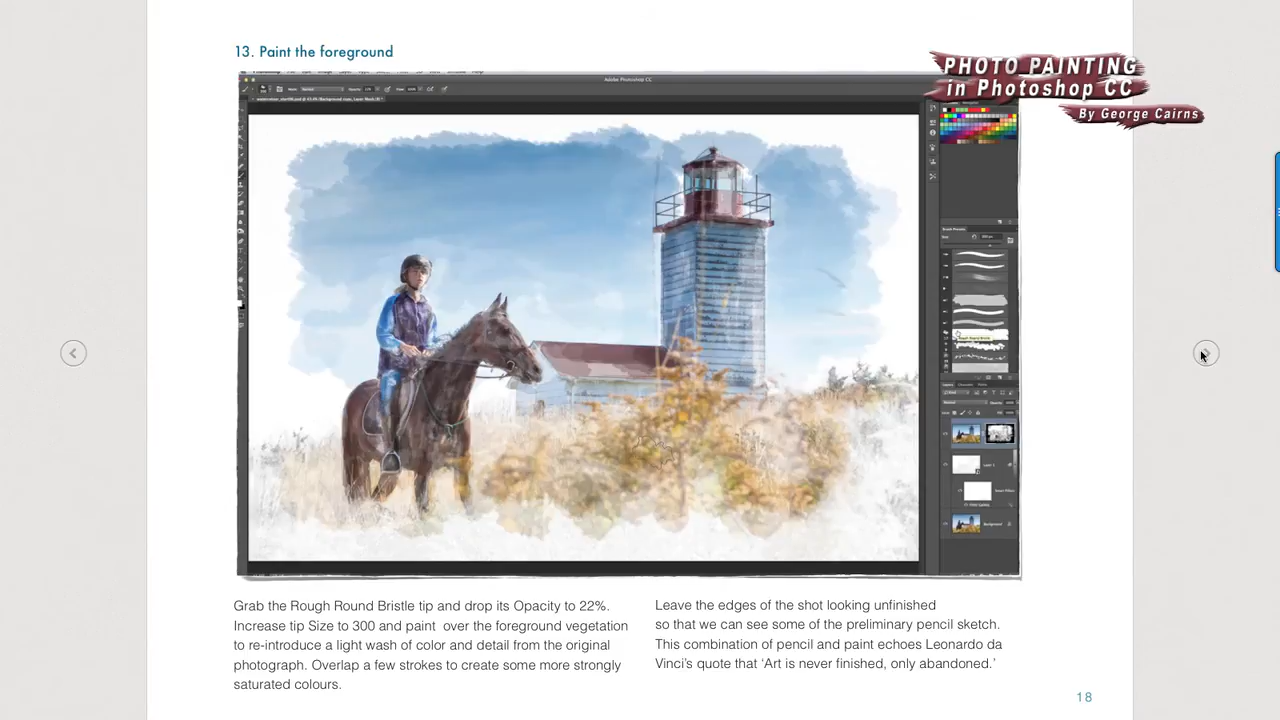 13. Paint the foreground
PHOTO PAINTING
in Photoshop CC
By George Cairns
Adobe Photoshop CC
Grab the Rough Round Bristle tip and drop its Opacity to 22%.
Increase tip Size to 300 and paint over the foreground vegetation
to re-introduce a light wash of color and detail from the original
photograph. Overlap a few strokes to create some more strongly
saturated colours.
Leave the edges of the shot looking unfinished
so that we can see some of the preliminary pencil sketch.
This combination of pencil and paint echoes Leonardo da
Vinci's quote that ‘Art is never finished, only abandoned.’
18